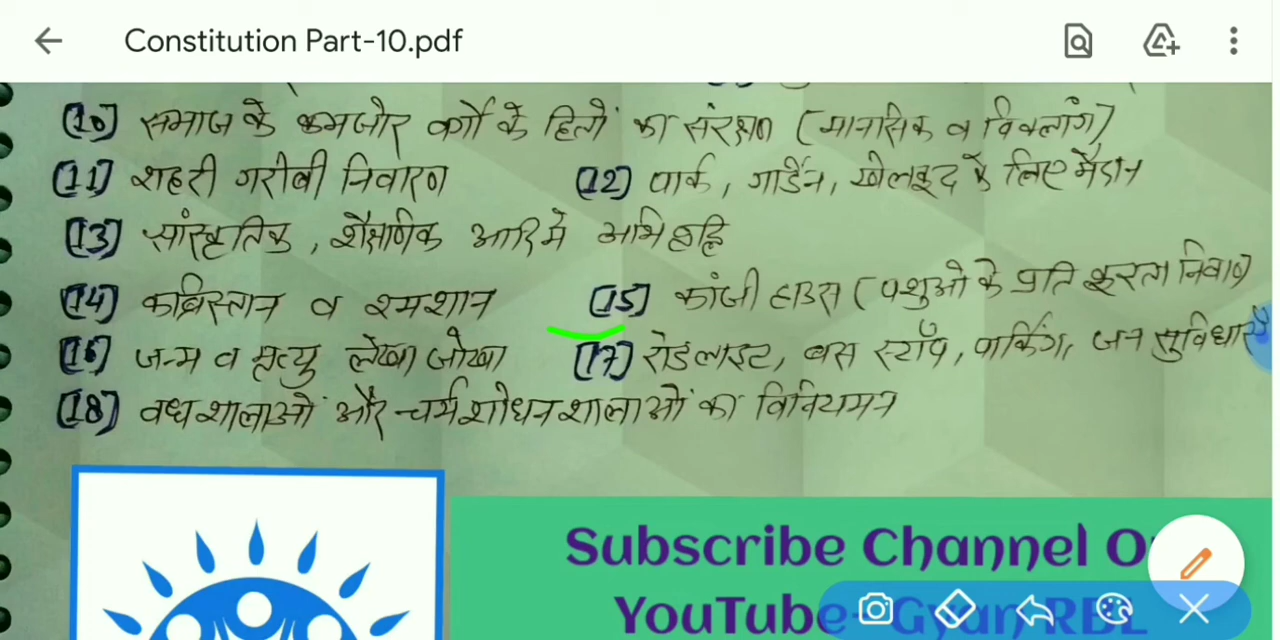 Constitution Part-10.pdf
(10) समाज के कमजोर वर्गो के हितो का संरक्षण (मानसिक व विकलांग)
(11) शहरी गरीबी निवारण (12) पार्क, गार्डन, खेलकूद के लिए मैदान
(13) सांस्कृतिक, शैक्षणिक आदि में अभिवृद्धि
(14) कब्रिस्तान व श्मशान (15) कांजी हाउस (पशुओ के प्रति क्रूरता निवारण)
(16) जन्म व मृत्यु लेखा जोखा (17) रोडलाइट, बस स्टॉप, पार्किंग, जन सुविधायें
(18) वधशालाओं और चर्मशोधनशालाओं का विनियमन
Subscribe Channel
YouTube- Gyan RBL